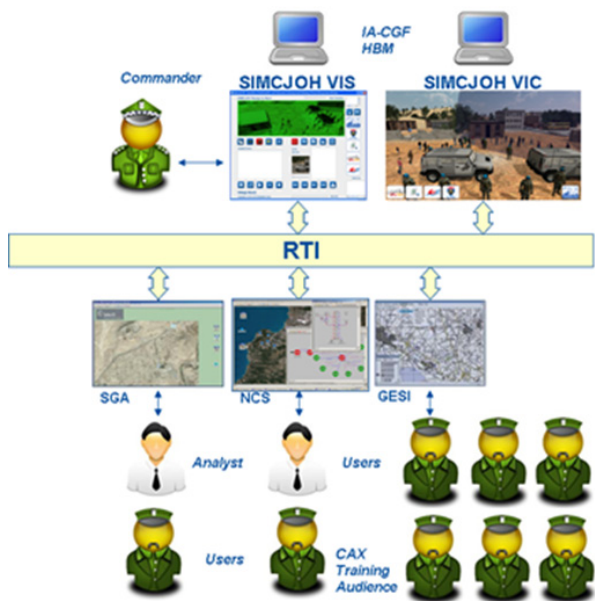 IA-CGF
HBM
Commander
SIMCJOH VIS
SIMCJOH VIC
RTI
SGA
NCS
GESI
Analyst
Users
Users
CAX
Training
Audience